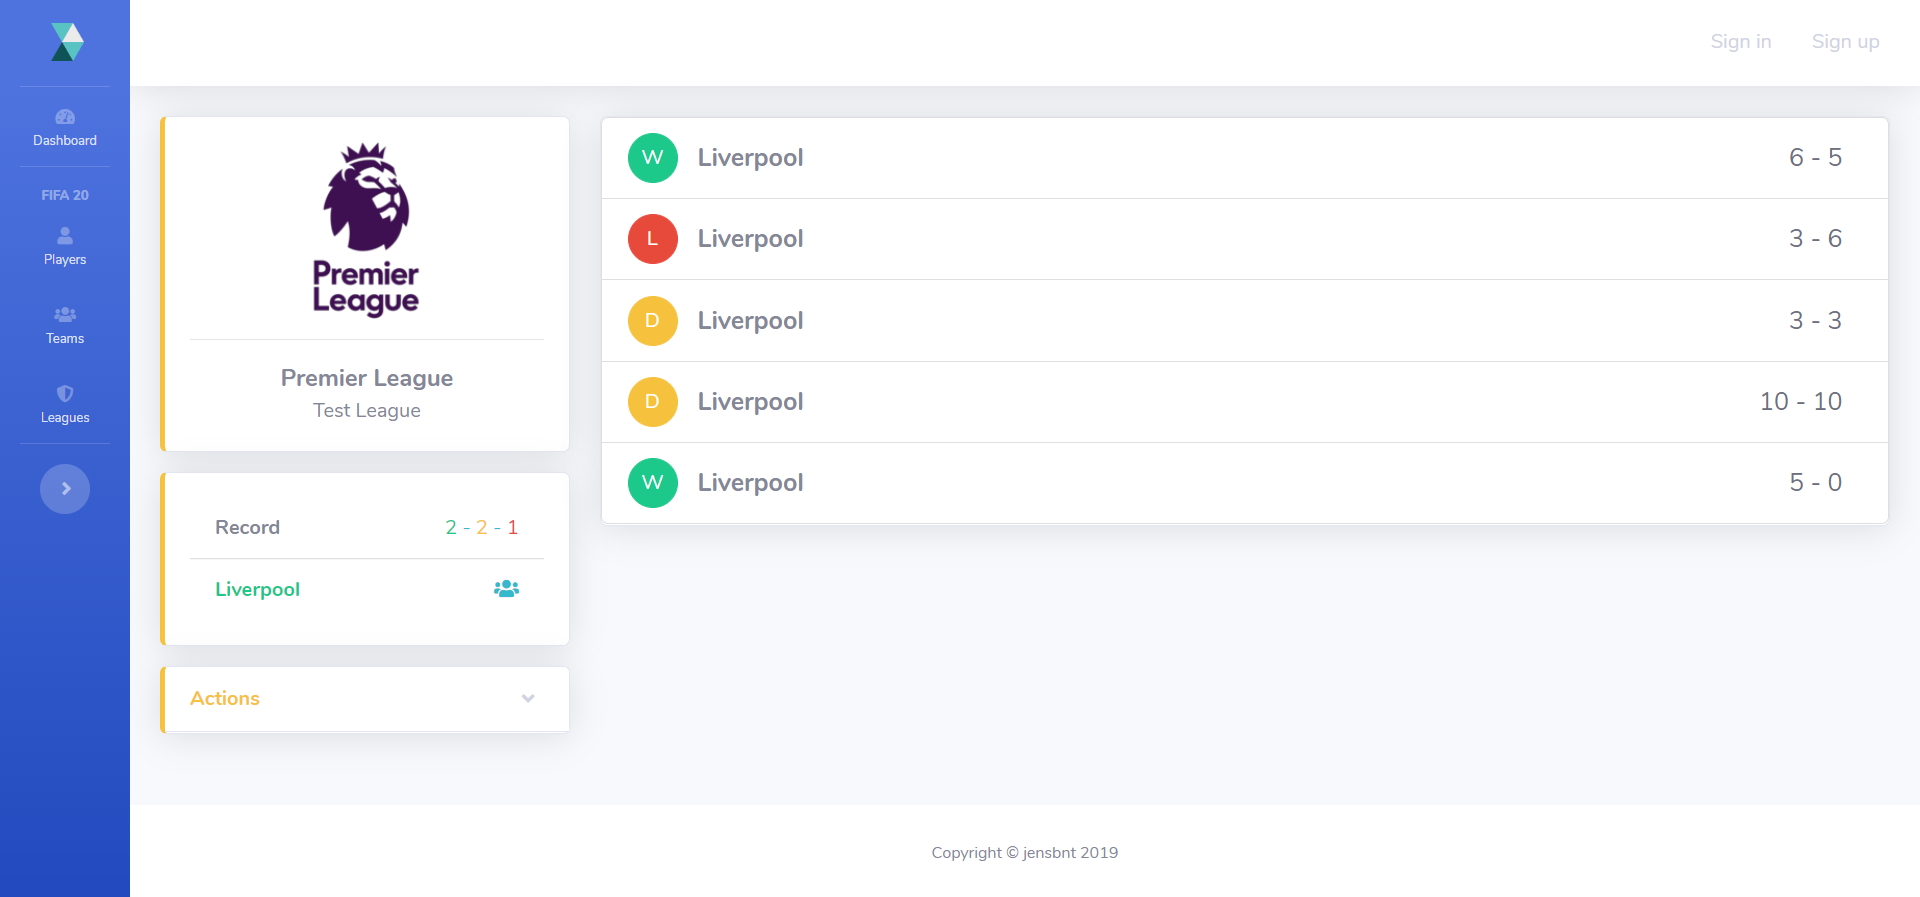 Sign in Sign up
Dashboard
FIFA 20
Players
Teams
Leagues
Premier
League
Premier League
Test League
Record 2 - 2 - 1
Liverpool
Actions
W Liverpool 6 - 5
L Liverpool 3 - 6
D Liverpool 3 - 3
D Liverpool 10 - 10
W Liverpool 5 - 0
Copyright © jensbnt 2019